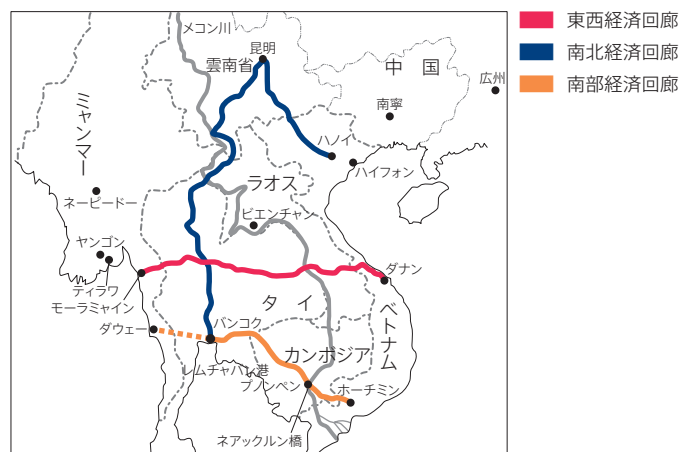 メコン川
昆明
雲南省
中国
広州
南寧
ミャンマー
ハノイ
ハイフォン
ラオス
ネーピードー
ビエンチャン
ヤンゴン
ティラワ
モーラミャイン
ダナン
タイ
ベトナム
ダウェー
バンコク
カンボジア
レムチャバン港
プノンペン
ホーチミン
ネアックルン橋
東西経済回廊
南北経済回廊
南部経済回廊